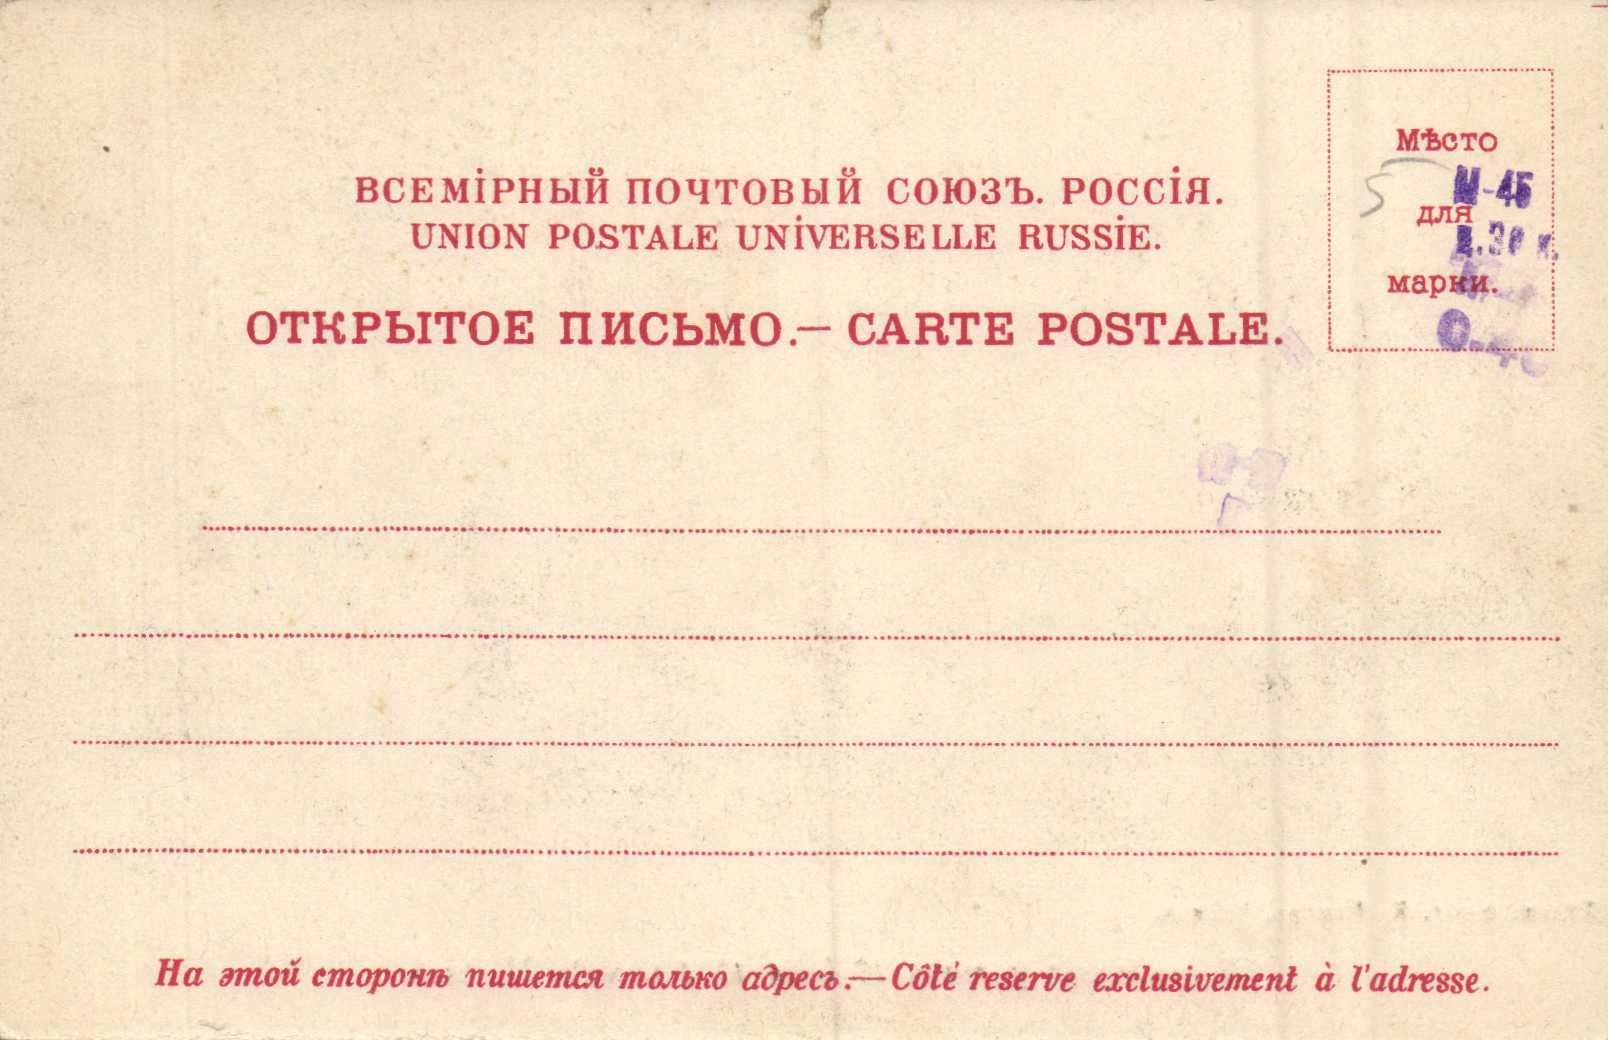 ВСЕМІРНЫЙ ПОЧТОВЫЙ СОЮЗЪ. РОССІЯ.
UNION POSTALE UNIVERSELLE RUSSIE.
ОТКРЫТОЕ ПИСЬМО.— CARTE POSTALE.
Мѣсто
для
марки.
5
На этой сторонѣ пишется только адресъ.—Côté reserve exclusivement à l'adresse.